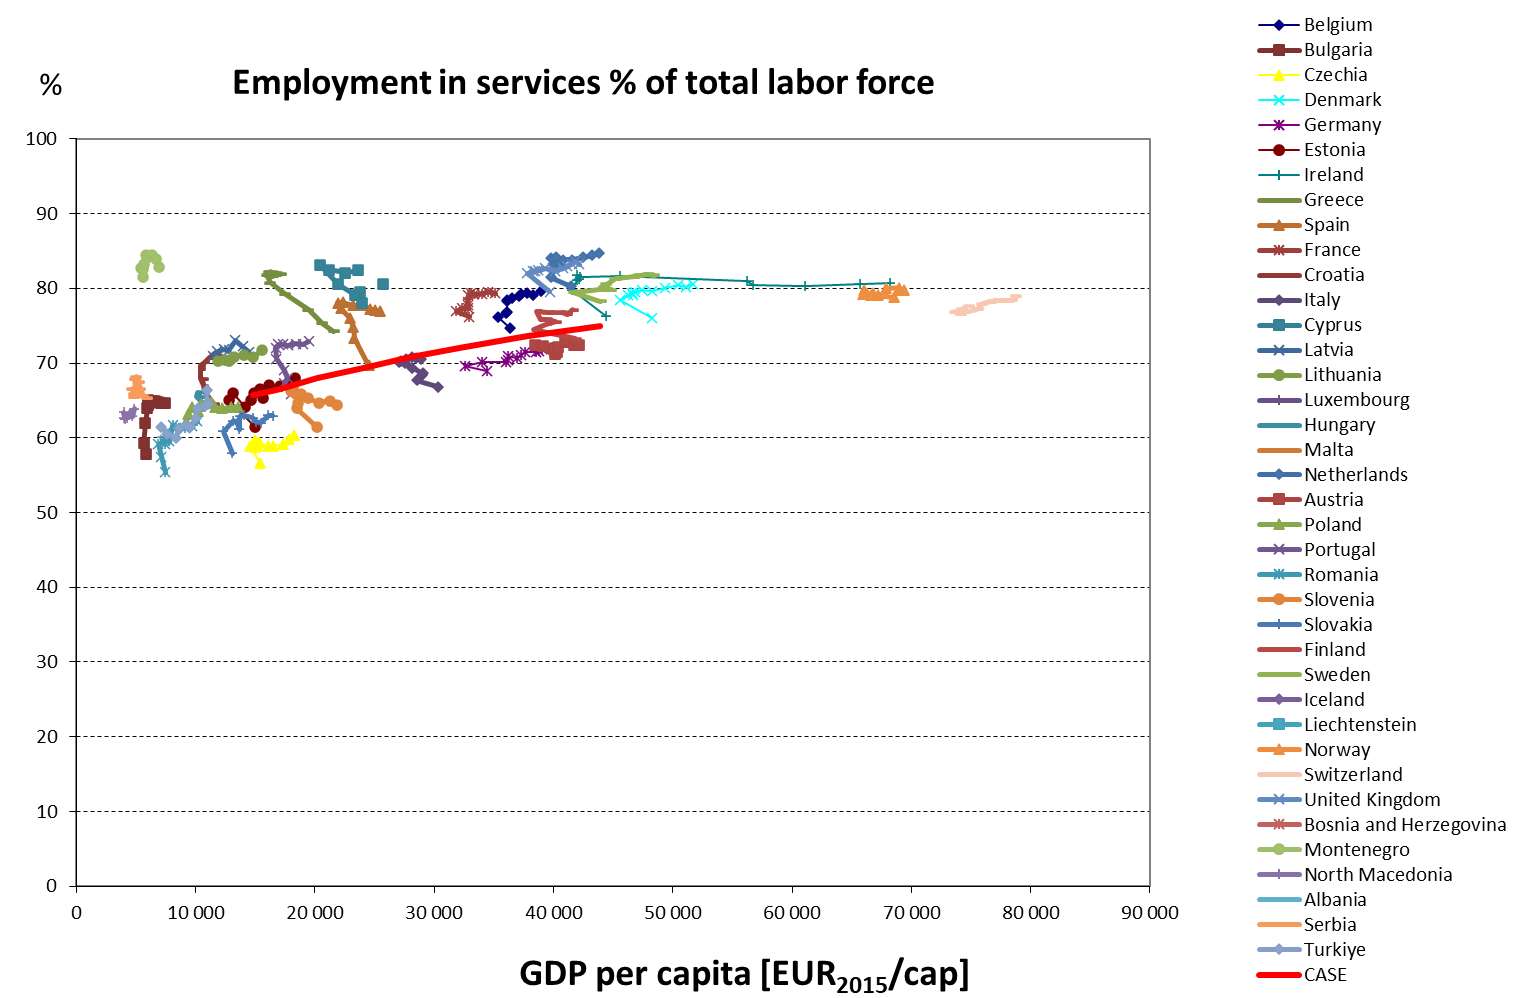 Employment in services % of total labor force
%
100
90
80
70
60
50
40
30
20
10
0
0 10 000 20 000 30 000 40 000 50 000 60 000 70 000 80 000 90 000
GDP per capita [EUR2015/cap]
Belgium
Bulgaria
Czechia
Denmark
Germany
Estonia
Ireland
Greece
Spain
France
Croatia
Italy
Cyprus
Latvia
Lithuania
Luxembourg
Hungary
Malta
Netherlands
Austria
Poland
Portugal
Romania
Slovenia
Slovakia
Finland
Sweden
Iceland
Liechtenstein
Norway
Switzerland
United Kingdom
Bosnia and Herzegovina
Montenegro
North Macedonia
Albania
Serbia
Turkiye
CASE